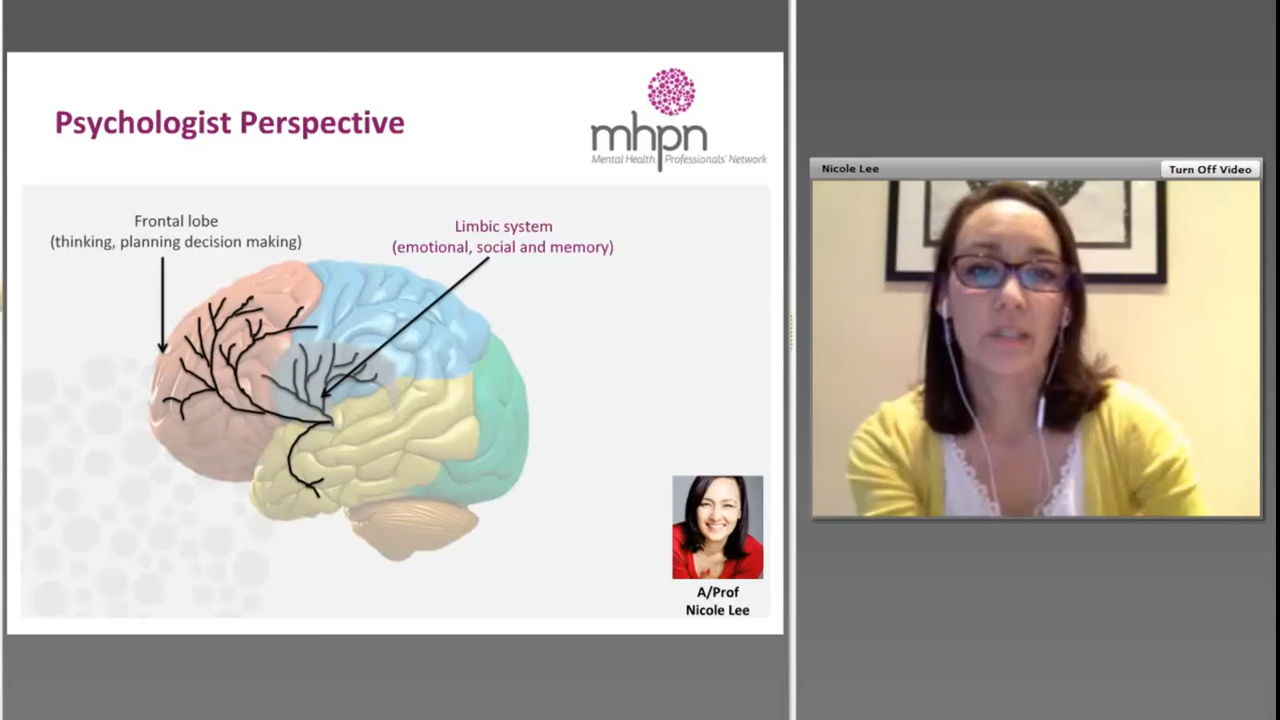 Psychologist Perspective
mhpn
Mental Health Professionals' Network
Frontal lobe
(thinking, planning decision making)
Limbic system
(emotional, social and memory)
A/Prof
Nicole Lee
Nicole Lee
Turn Off Video